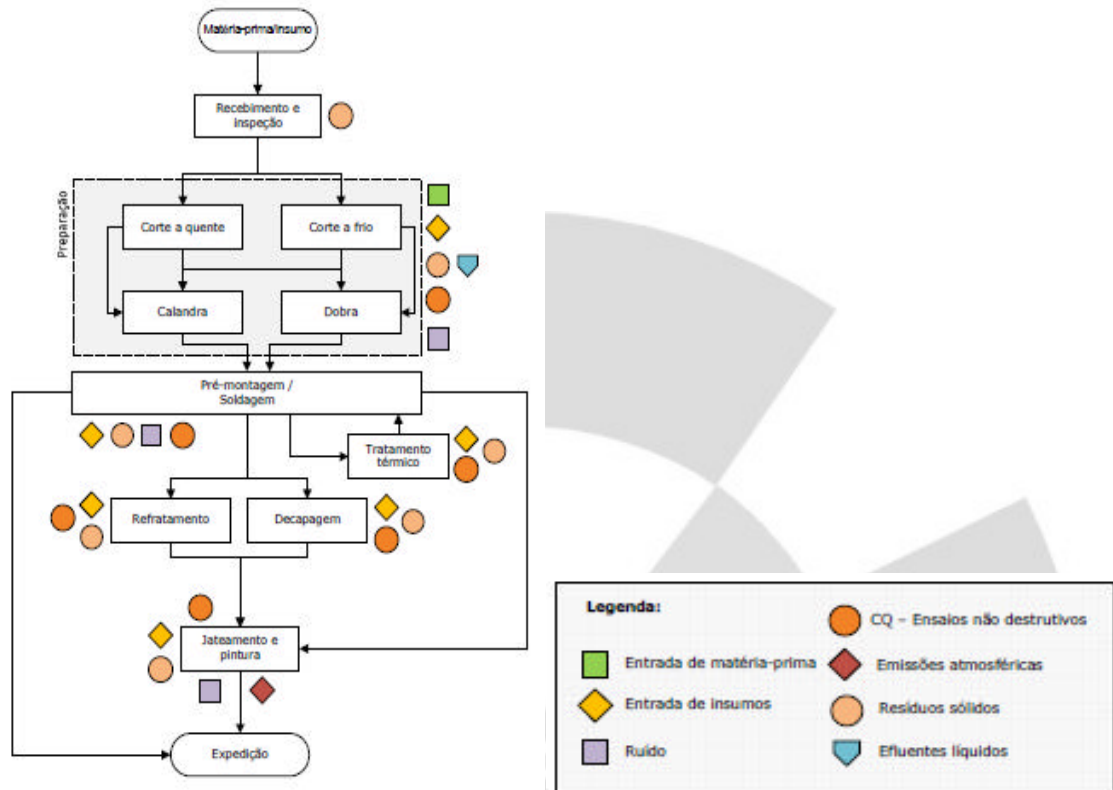 Matéria-prima/insumo
Recebimento e
inspeção
Preparação
Corte a quente
Corte a frio
Calandra
Dobra
Pré-montagem /
Soldagem
Tratamento
térmico
Refratamento
Decapagem
Jateamento e
pintura
Expedição
Legenda:
CQ – Ensaios não destrutivos
Entrada de matéria-prima
Emissões atmosféricas
Entrada de insumos
Resíduos sólidos
Ruído
Efluentes líquidos